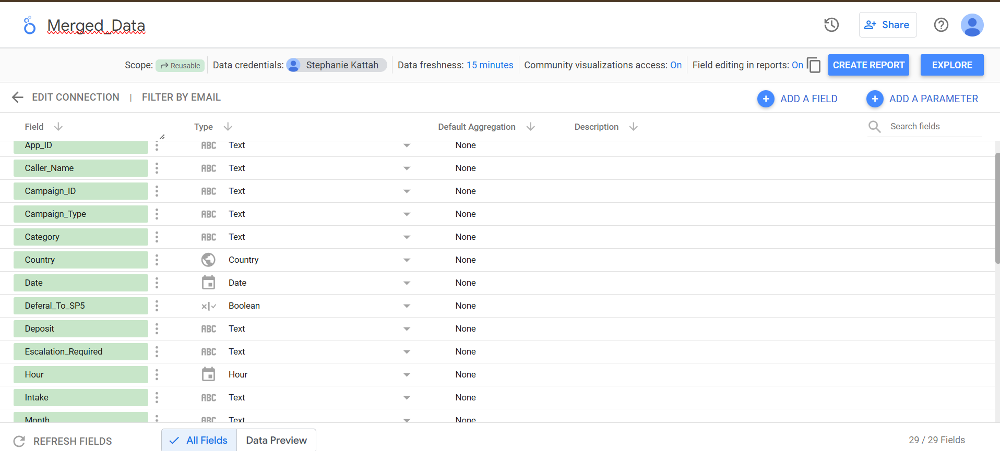 Merged_Data
Share
Scope: Reusable Data credentials: Stephanie Kattah Data freshness: 15 minutes Community visualizations access: On Field editing in reports: On CREATE REPORT EXPLORE
EDIT CONNECTION | FILTER BY EMAIL ADD A FIELD ADD A PARAMETER
Field Type Default Aggregation Description Search fields
App_ID ABC Text None
Caller_Name ABC Text None
Campaign_ID ABC Text None
Campaign_Type ABC Text None
Category ABC Text None
Country Country None
Date Date None
Deferal_To_SP5 Boolean None
Deposit ABC Text None
Escalation_Required ABC Text None
Hour Hour None
Intake ABC Text None
Month ABC Text None
REFRESH FIELDS All Fields Data Preview 29 / 29 Fields